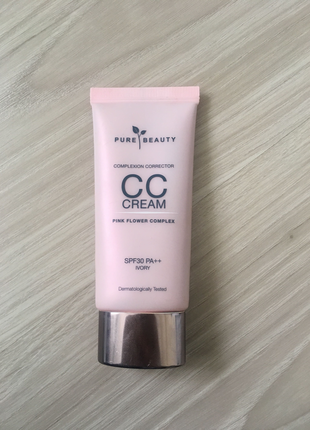 PURE BEAUTY
COMPLEXION CORRECTOR
CC
CREAM
PINK FLOWER COMPLEX
SPF30 PA++
IVORY
Dermatologically Tested